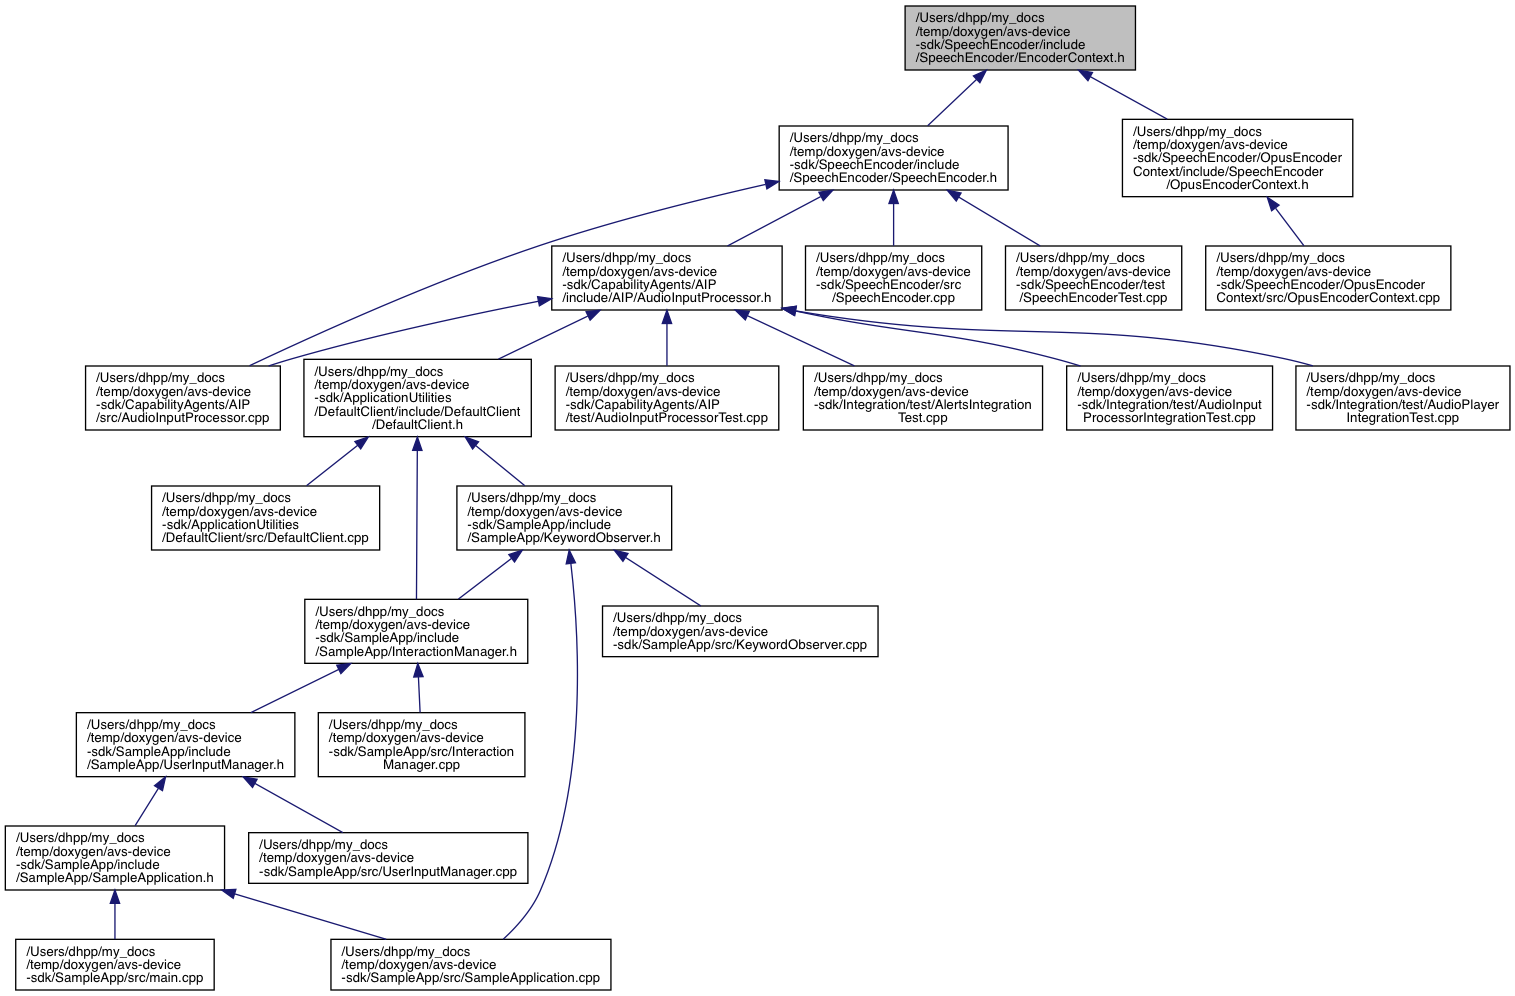 /Users/dhpp/my_docs
/temp/doxygen/avs-device
-sdk/SpeechEncoder/include
/SpeechEncoder/EncoderContext.h
/Users/dhpp/my_docs
/temp/doxygen/avs-device
-sdk/SpeechEncoder/include
/SpeechEncoder/SpeechEncoder.h
/Users/dhpp/my_docs
/temp/doxygen/avs-device
-sdk/SpeechEncoder/OpusEncoder
Context/include/SpeechEncoder
/OpusEncoderContext.h
/Users/dhpp/my_docs
/temp/doxygen/avs-device
-sdk/CapabilityAgents/AIP
/include/AIP/AudioInputProcessor.h
/Users/dhpp/my_docs
/temp/doxygen/avs-device
-sdk/SpeechEncoder/src
/SpeechEncoder.cpp
/Users/dhpp/my_docs
/temp/doxygen/avs-device
-sdk/SpeechEncoder/test
/SpeechEncoderTest.cpp
/Users/dhpp/my_docs
/temp/doxygen/avs-device
-sdk/SpeechEncoder/OpusEncoder
Context/src/OpusEncoderContext.cpp
/Users/dhpp/my_docs
/temp/doxygen/avs-device
-sdk/CapabilityAgents/AIP
/src/AudioInputProcessor.cpp
/Users/dhpp/my_docs
/temp/doxygen/avs-device
-sdk/ApplicationUtilities
/DefaultClient/include/DefaultClient
/DefaultClient.h
/Users/dhpp/my_docs
/temp/doxygen/avs-device
-sdk/CapabilityAgents/AIP
/test/AudioInputProcessorTest.cpp
/Users/dhpp/my_docs
/temp/doxygen/avs-device
-sdk/Integration/test/AlertsIntegration
Test.cpp
/Users/dhpp/my_docs
/temp/doxygen/avs-device
-sdk/Integration/test/AudioInput
ProcessorIntegrationTest.cpp
/Users/dhpp/my_docs
/temp/doxygen/avs-device
-sdk/Integration/test/AudioPlayer
IntegrationTest.cpp
/Users/dhpp/my_docs
/temp/doxygen/avs-device
-sdk/ApplicationUtilities
/DefaultClient/src/DefaultClient.cpp
/Users/dhpp/my_docs
/temp/doxygen/avs-device
-sdk/SampleApp/include
/SampleApp/KeywordObserver.h
/Users/dhpp/my_docs
/temp/doxygen/avs-device
-sdk/SampleApp/include
/SampleApp/InteractionManager.h
/Users/dhpp/my_docs
/temp/doxygen/avs-device
-sdk/SampleApp/src/KeywordObserver.cpp
/Users/dhpp/my_docs
/temp/doxygen/avs-device
-sdk/SampleApp/include
/SampleApp/UserInputManager.h
/Users/dhpp/my_docs
/temp/doxygen/avs-device
-sdk/SampleApp/src/Interaction
Manager.cpp
/Users/dhpp/my_docs
/temp/doxygen/avs-device
-sdk/SampleApp/include
/SampleApp/SampleApplication.h
/Users/dhpp/my_docs
/temp/doxygen/avs-device
-sdk/SampleApp/src/UserInputManager.cpp
/Users/dhpp/my_docs
/temp/doxygen/avs-device
-sdk/SampleApp/src/main.cpp
/Users/dhpp/my_docs
/temp/doxygen/avs-device
-sdk/SampleApp/src/SampleApplication.cpp